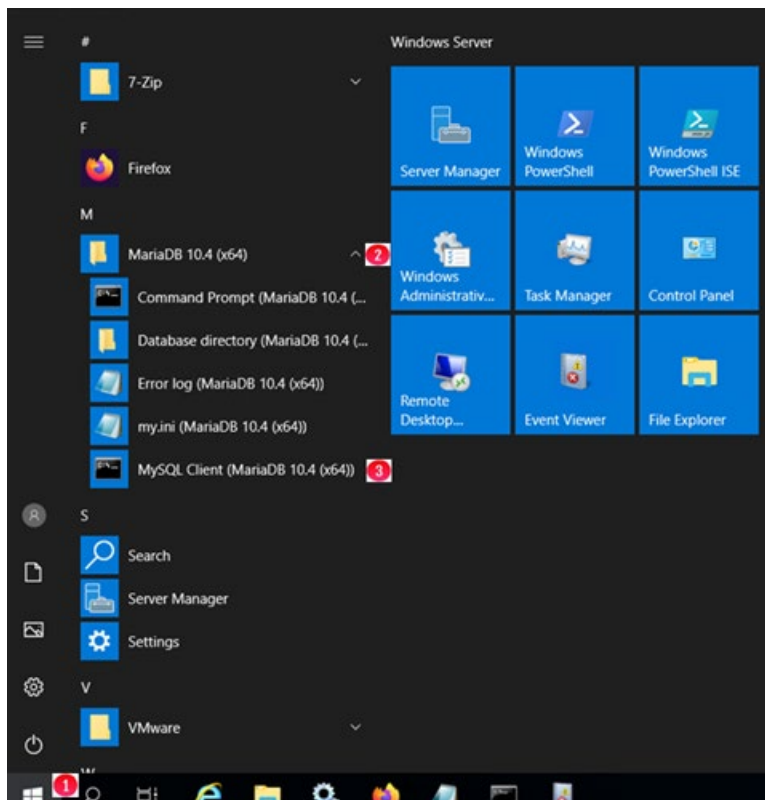 #
Windows Server
7-Zip
F
Firefox
M
MariaDB 10.4 (x64)
2
Command Prompt (MariaDB 10.4 (...
Database directory (MariaDB 10.4 (...
Error log (MariaDB 10.4 (x64))
my.ini (MariaDB 10.4 (x64))
MySQL Client (MariaDB 10.4 (x64))
3
S
Search
Server Manager
Settings
V
VMware
W
1
Server Manager
Windows
PowerShell
Windows
PowerShell ISE
Windows
Administrativ...
Task Manager
Control Panel
Remote
Desktop...
Event Viewer
File Explorer